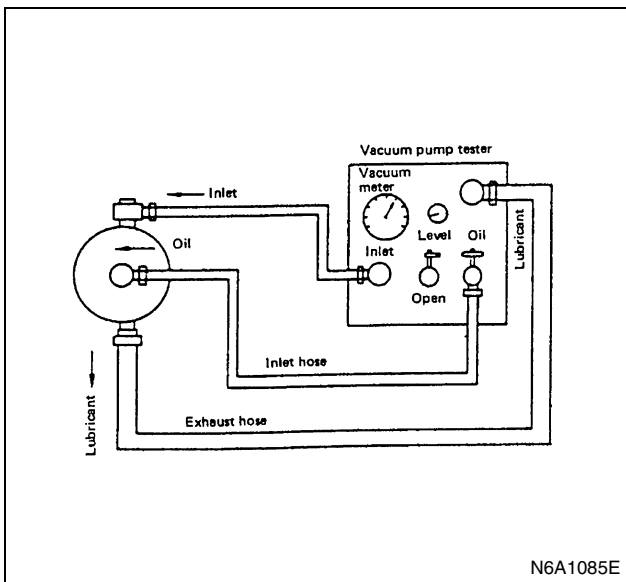 Vacuum pump tester
Vacuum
meter
Inlet
Level
Oil
Oil
Inlet
Open
Lubricant
Inlet hose
Exhaust hose
Lubricant
N6A1085E